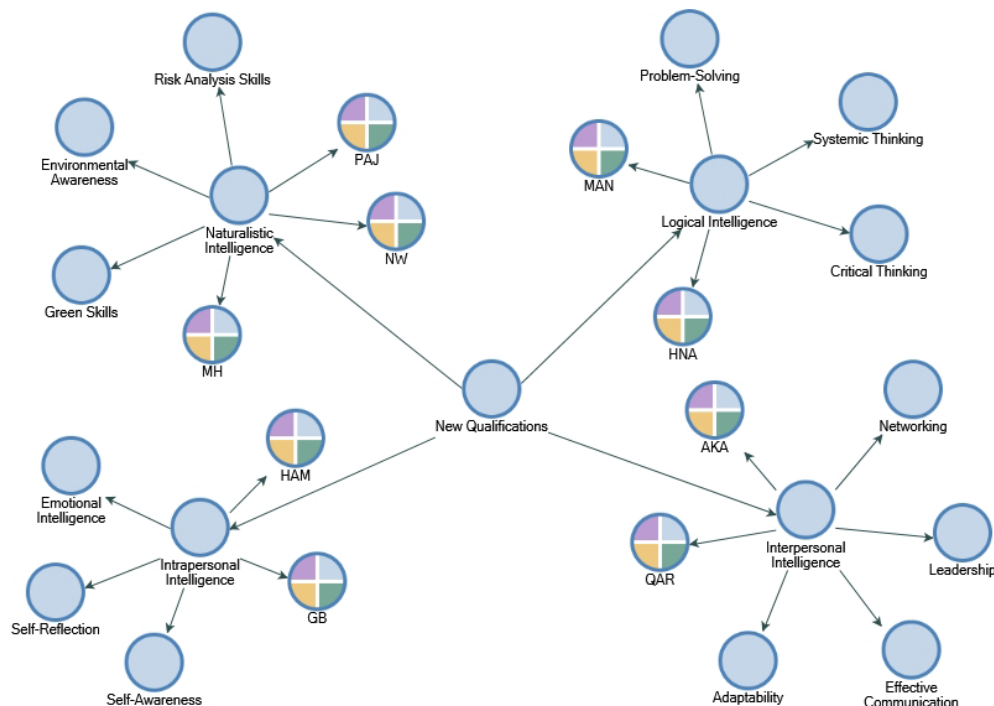 Risk Analysis Skills
Environmental
Awareness
PAJ
Naturalistic
Intelligence
NW
Green Skills
MH
Problem-Solving
Systemic Thinking
MAN
Logical Intelligence
Critical Thinking
HNA
New Qualifications
HAM
Emotional
Intelligence
Intrapersonal
Intelligence
GB
Self-Reflection
Self-Awareness
AKA
Networking
Interpersonal
Intelligence
Leadership
QAR
Adaptability
Effective
Communication